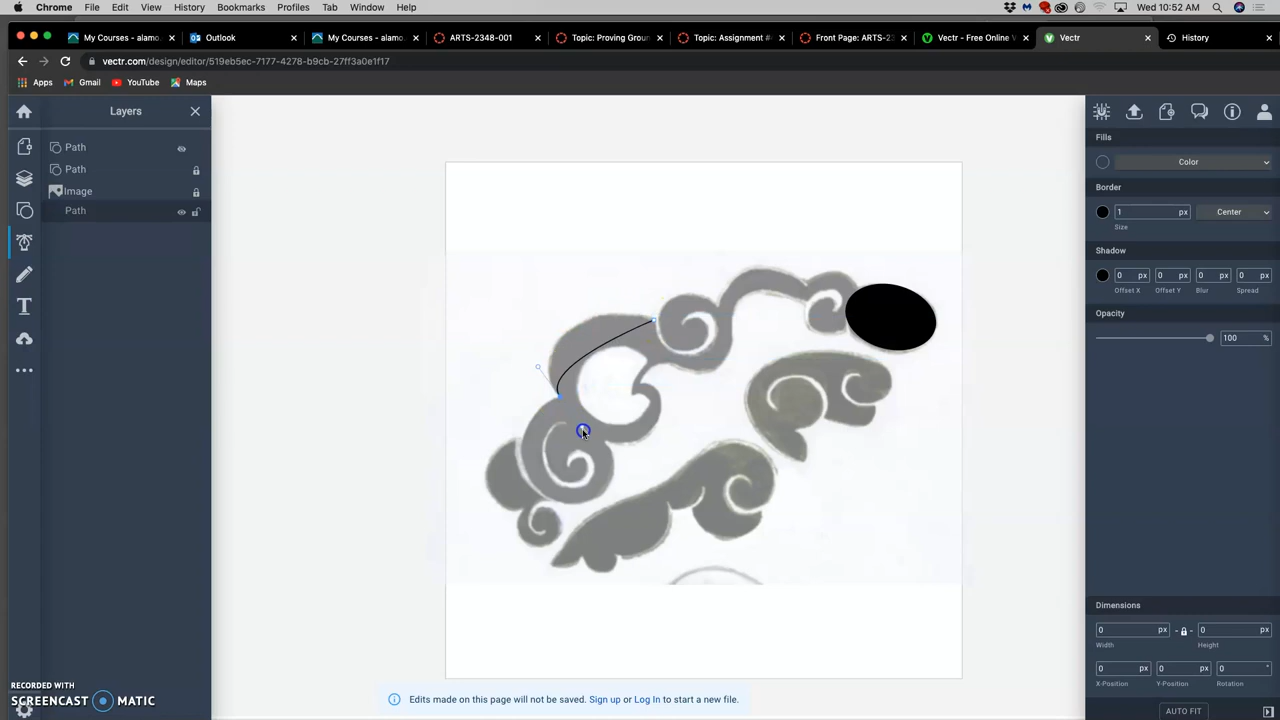 Chrome File Edit View History Bookmarks Profiles Tab Window Help Wed 10:52 AM
My Courses - alamo Outlook My Courses - alamo ARTS-2348-001 Topic: Proving Groun Topic: Assignment # Front Page: ARTS-23 Vectr - Free Online V Vectr History
vectr.com/design/editor/519eb5ec-7177-4278-b9cb-27ff3a0e1f17
Apps Gmail YouTube Maps
Layers
Path
Path
Image
Path
Fills
Color
Border
1 px Center
Size
Shadow
0 px 0 px 0 px 0 px
Offset X Offset Y Blur Spread
Opacity
100 %
Dimensions
0 px 0 px
Width Height
0 px 0 px 0 °
X-Position Y-Position Rotation
AUTO FIT
Edits made on this page will not be saved. Sign up or Log In to start a new file.
RECORDED WITH
SCREENCAST MATIC